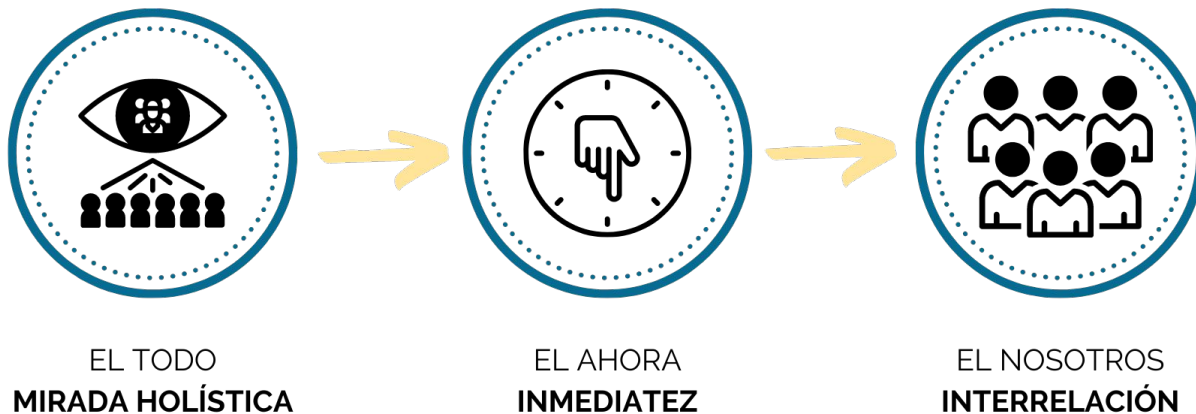 EL TODO
MIRADA HOLÍSTICA
EL AHORA
INMEDIATEZ
EL NOSOTROS
INTERRELACIÓN